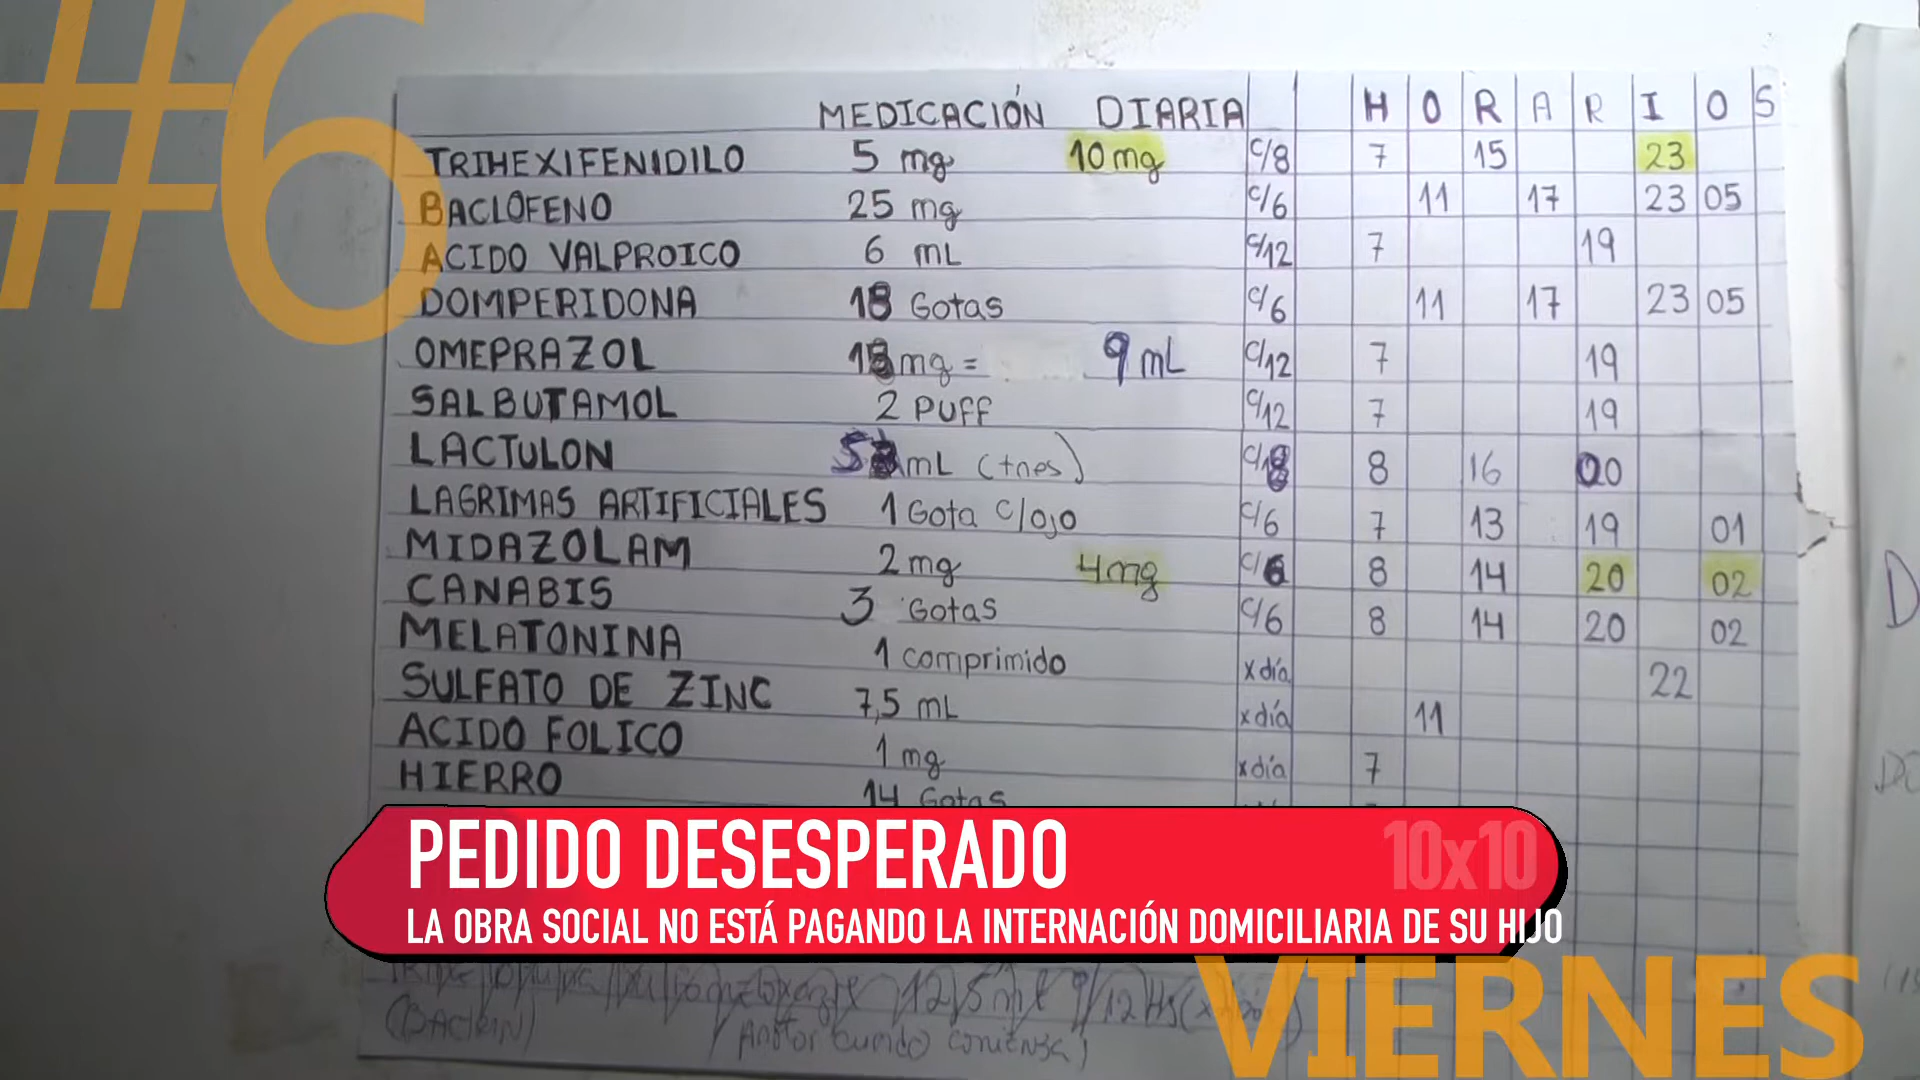 #6
MEDICACIÓN DIARIA H O R A R I O S
TRIHEXIFENIDILO 5 mg 10 mg c/8 7 15 23
BACLOFENO 25 mg c/6 11 17 23 05
ACIDO VALPROICO 6 mL c/12 7 19
DOMPERIDONA 18 Gotas c/6 11 17 23 05
OMEPRAZOL 18 mg = 9 mL c/12 7 19
SALBUTAMOL 2 PUFF c/12 7 19
LACTULON 5 mL (+nes) 8 16 00
LAGRIMAS ARTIFICIALES 1 Gota c/ojo c/6 7 13 19 01
MIDAZOLAM 2 mg 4 mg c/6 8 14 20 02
CANABIS 3 Gotas c/6 8 14 20 02
MELATONINA 1 comprimido x día 22
SULFATO DE ZINC 7,5 mL x día 11
ACIDO FOLICO 1 mg x día 7
HIERRO 14 Gotas
PEDIDO DESESPERADO 10x10
LA OBRA SOCIAL NO ESTÁ PAGANDO LA INTERNACIÓN DOMICILIARIA DE SU HIJO
VIERNES